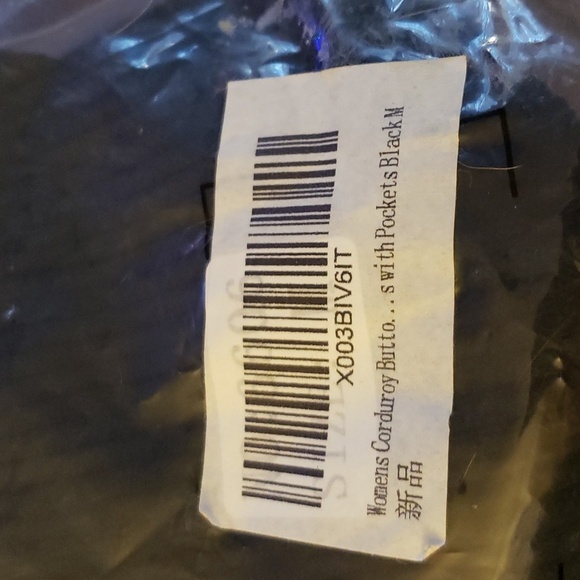 X003BIV6IT
Womens Corduroy Butto...s with Pockets Black M
新品